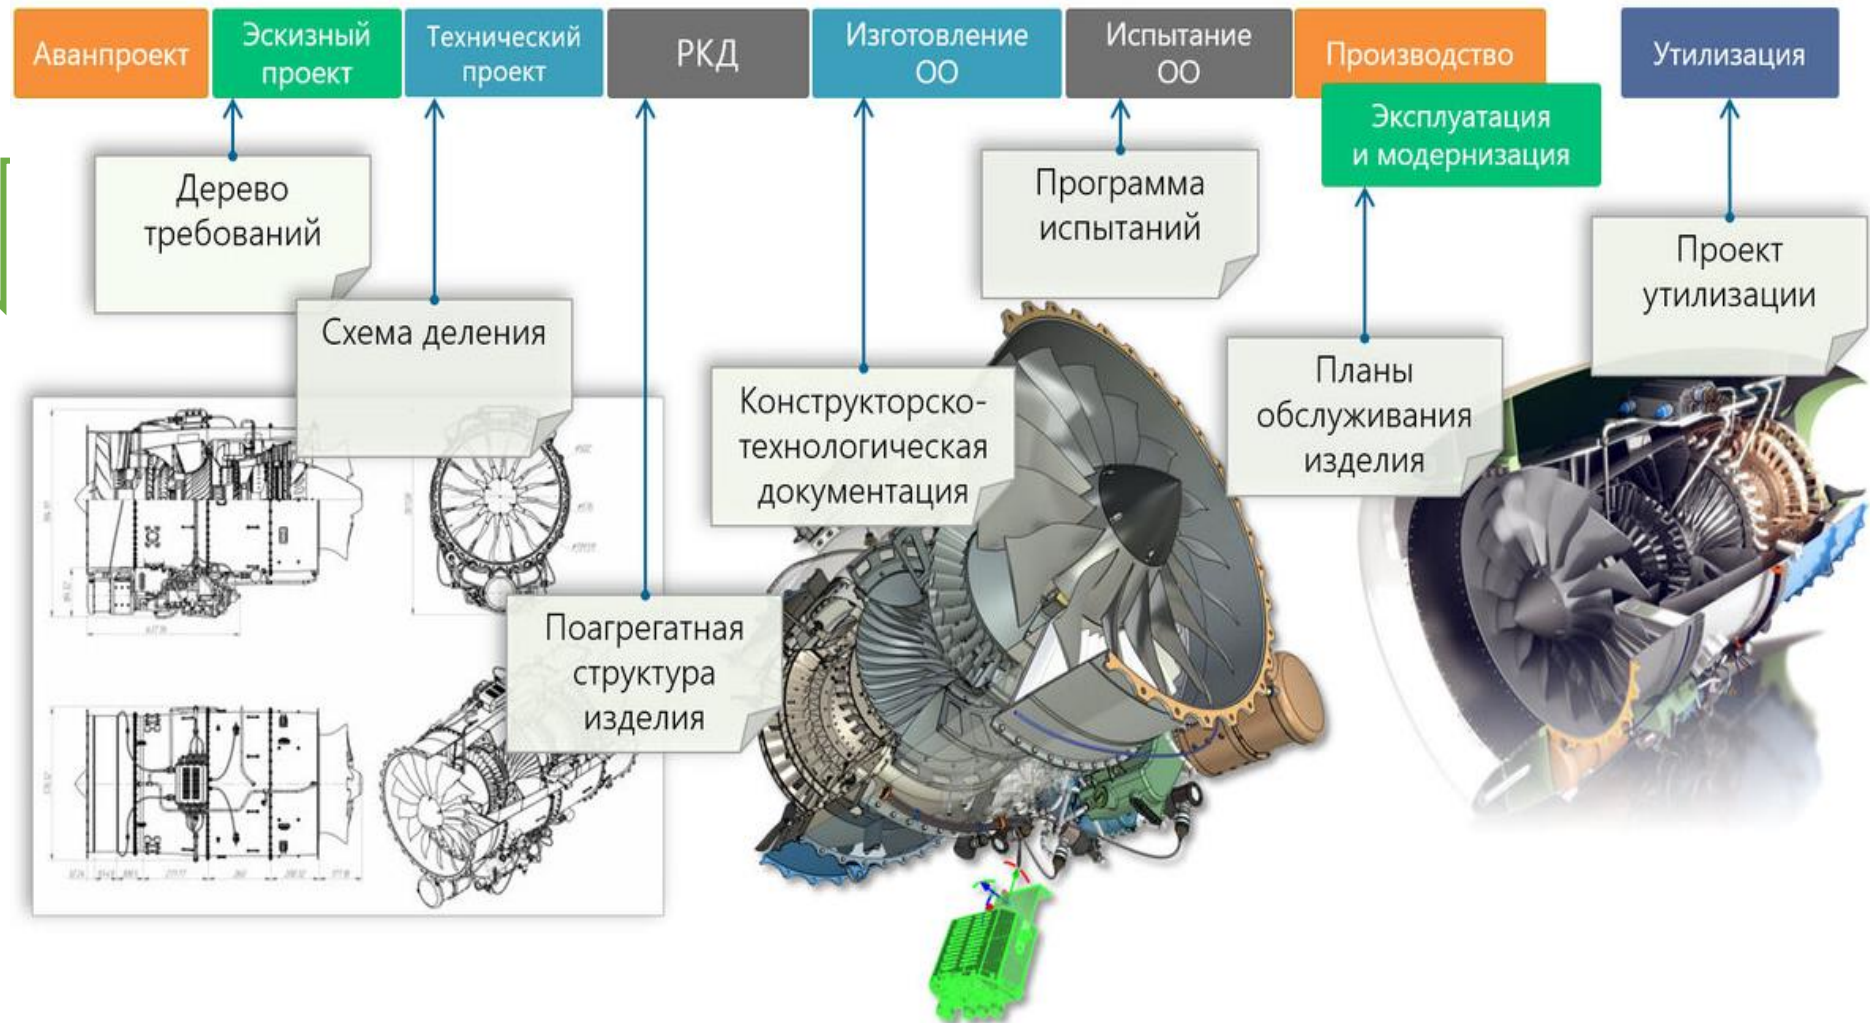 Аванпроект
Эскизный
проект
Технический
проект
РКД
Изготовление
ОО
Испытание
ОО
Производство
Эксплуатация
и модернизация
Утилизация
Дерево
требований
Схема деления
Поагрегатная
структура
изделия
Конструкторско-
технологическая
документация
Программа
испытаний
Планы
обслуживания
изделия
Проект
утилизации